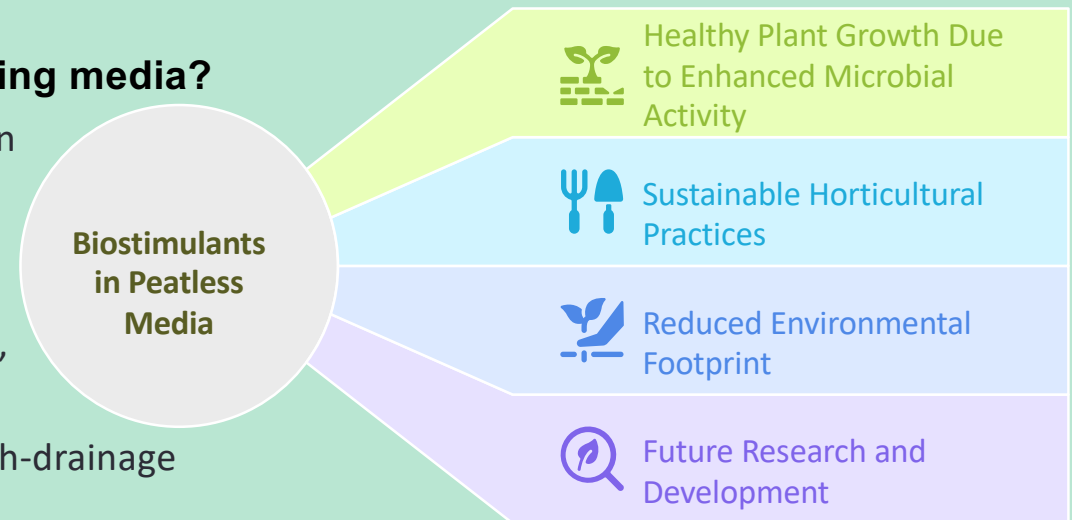 ing media?
n
,
h-drainage
Biostimulants
in Peatless
Media
Healthy Plant Growth Due
to Enhanced Microbial
Activity
Sustainable Horticultural
Practices
Reduced Environmental
Footprint
Future Research and
Development